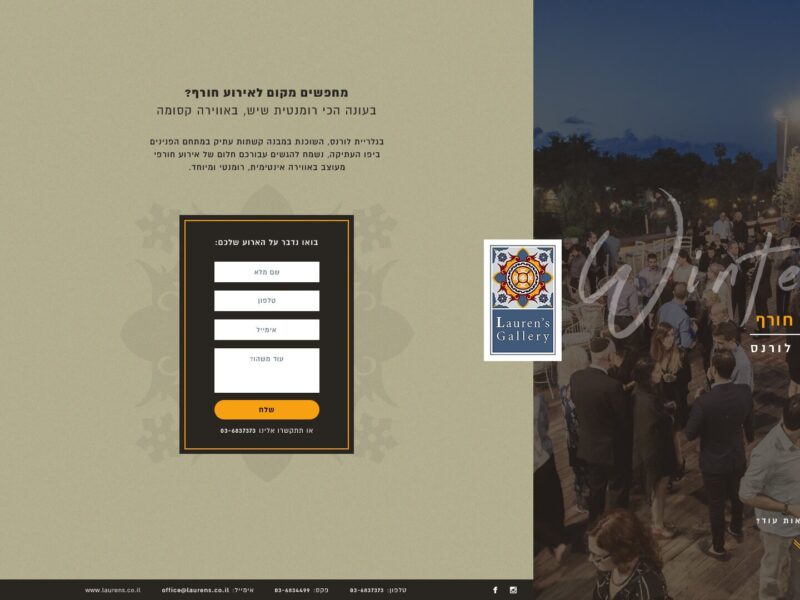 מחפשים מקום לאירוע חורף?
בעונה הכי רומנטית שיש, באווירה קסומה
בגלריית לורנס, השוכנת במבנה קשתות עתיק במתחם הפנינים
ביפו העתיקה, נשמח להגשים עבורכם חלום של אירוע חורפי
מעוצב באווירה אינטימית, רומנטי ומיוחד.
בואו נדבר על הארוע שלכם:
שם מלא
טלפון
אימייל
עוד משהו?
שלח
או תתקשרו אלינו 03-6837373
Lauren's
Gallery
Winte
חורף
לורנס
אות עוד?
טלפון: 03-6837373
פקס: 03-6834499
אימייל: office@laurens.co.il
www.laurens.co.il